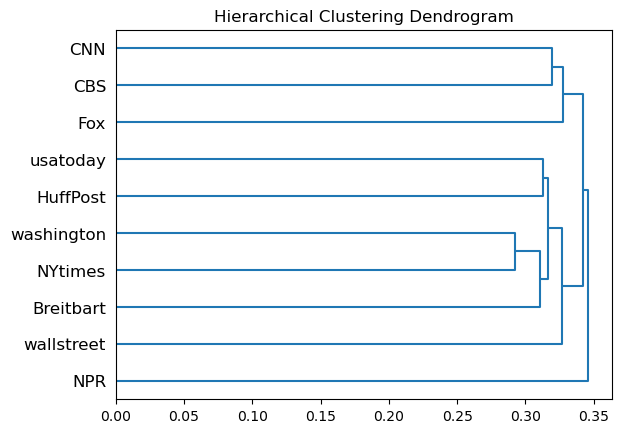 Hierarchical Clustering Dendrogram
CNN
CBS
Fox
usatoday
HuffPost
washington
NYtimes
Breitbart
wallstreet
NPR
0.00 0.05 0.10 0.15 0.20 0.25 0.30 0.35